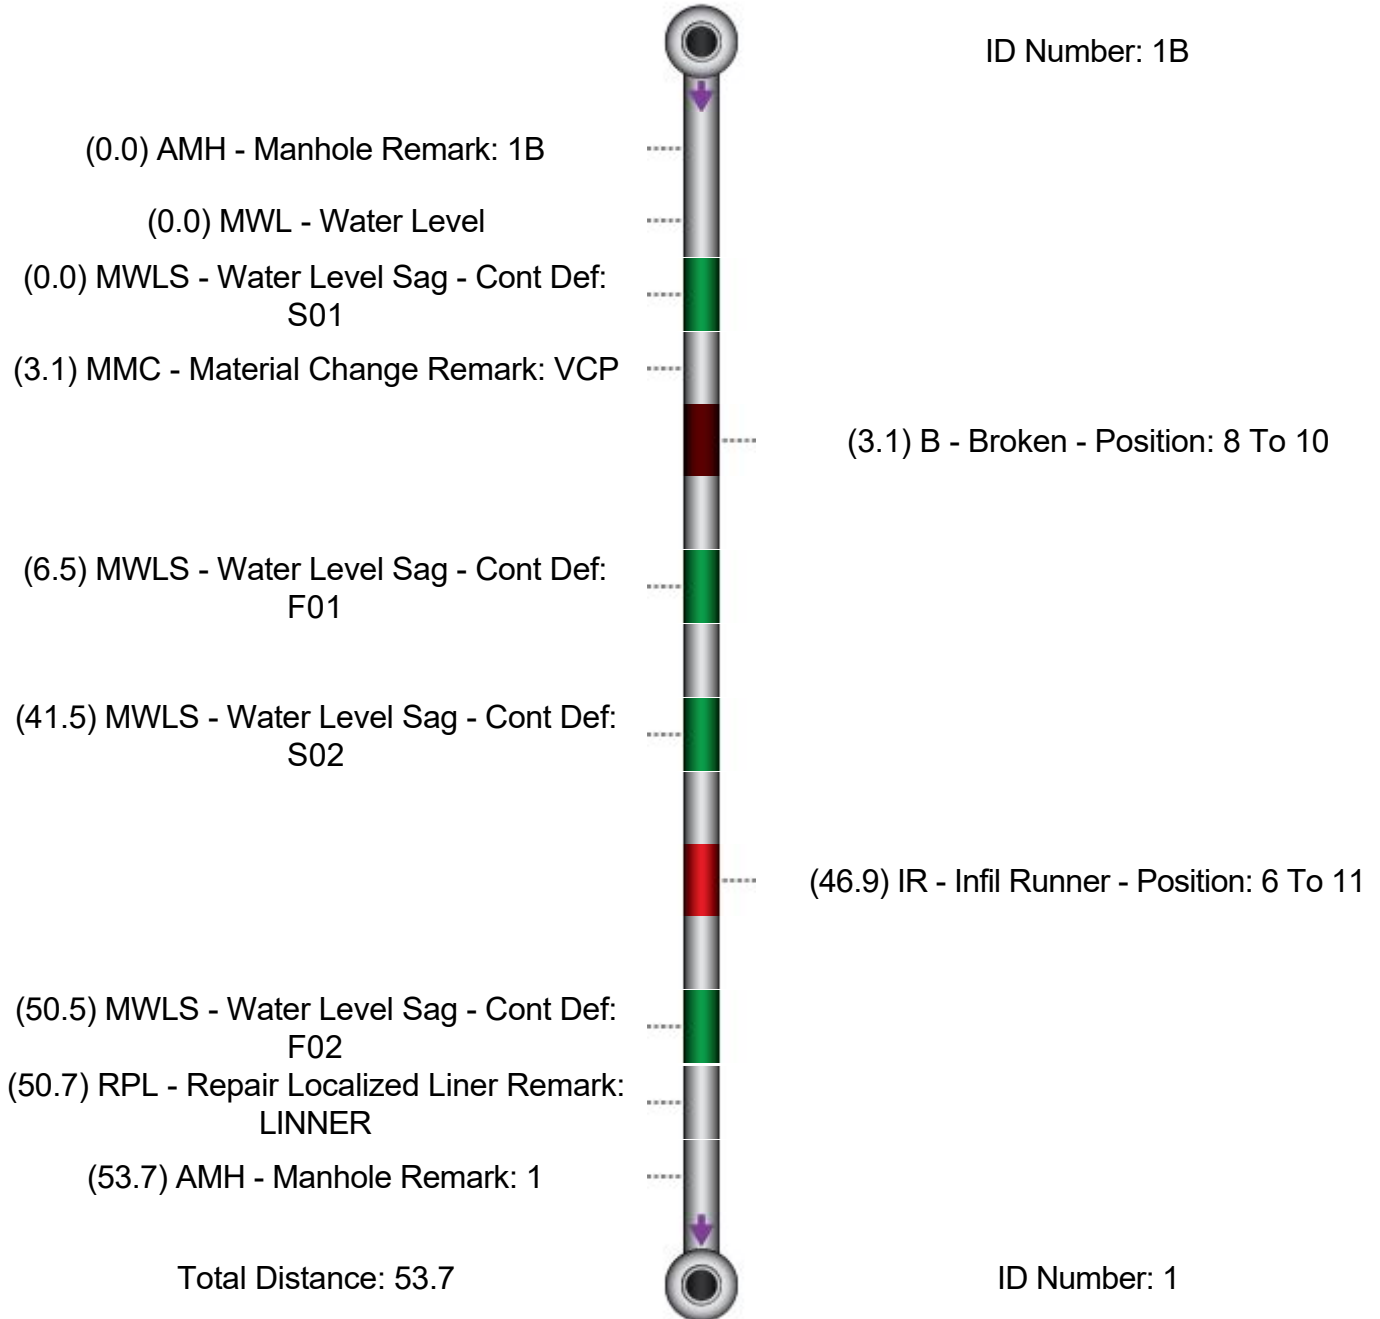 ID Number: 1B
(0.0) AMH - Manhole Remark: 1B
(0.0) MWL - Water Level
(0.0) MWLS - Water Level Sag - Cont Def:
S01
(3.1) MMC - Material Change Remark: VCP
(3.1) B - Broken - Position: 8 To 10
(6.5) MWLS - Water Level Sag - Cont Def:
F01
(41.5) MWLS - Water Level Sag - Cont Def:
S02
(46.9) IR - Infil Runner - Position: 6 To 11
(50.5) MWLS - Water Level Sag - Cont Def:
F02
(50.7) RPL - Repair Localized Liner Remark:
LINNER
(53.7) AMH - Manhole Remark: 1
Total Distance: 53.7
ID Number: 1